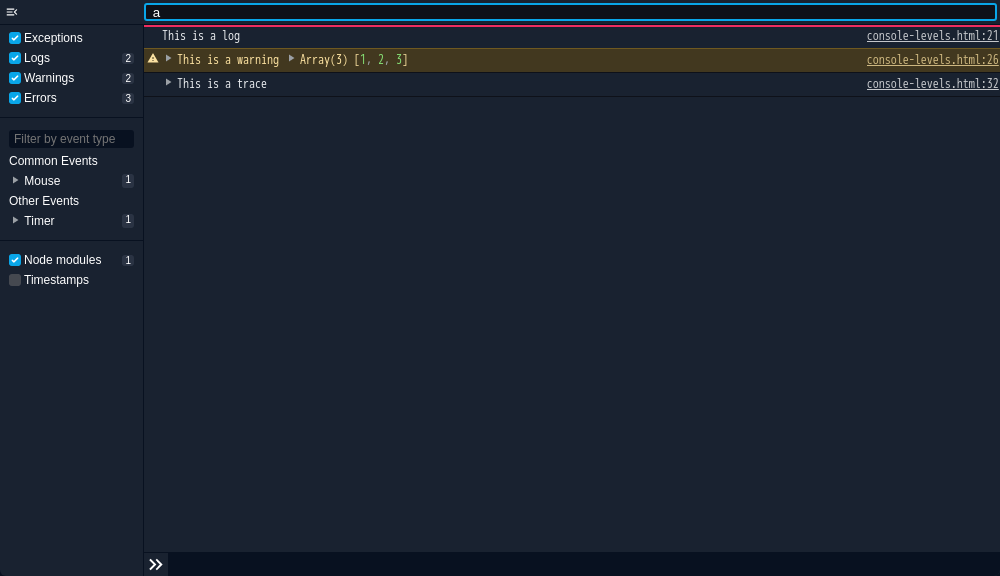 a
Exceptions
Logs 2
Warnings 2
Errors 3
Filter by event type
Common Events
Mouse 1
Other Events
Timer 1
Node modules 1
Timestamps
This is a log console-levels.html:21
This is a warning Array(3) [1, 2, 3] console-levels.html:26
This is a trace console-levels.html:32